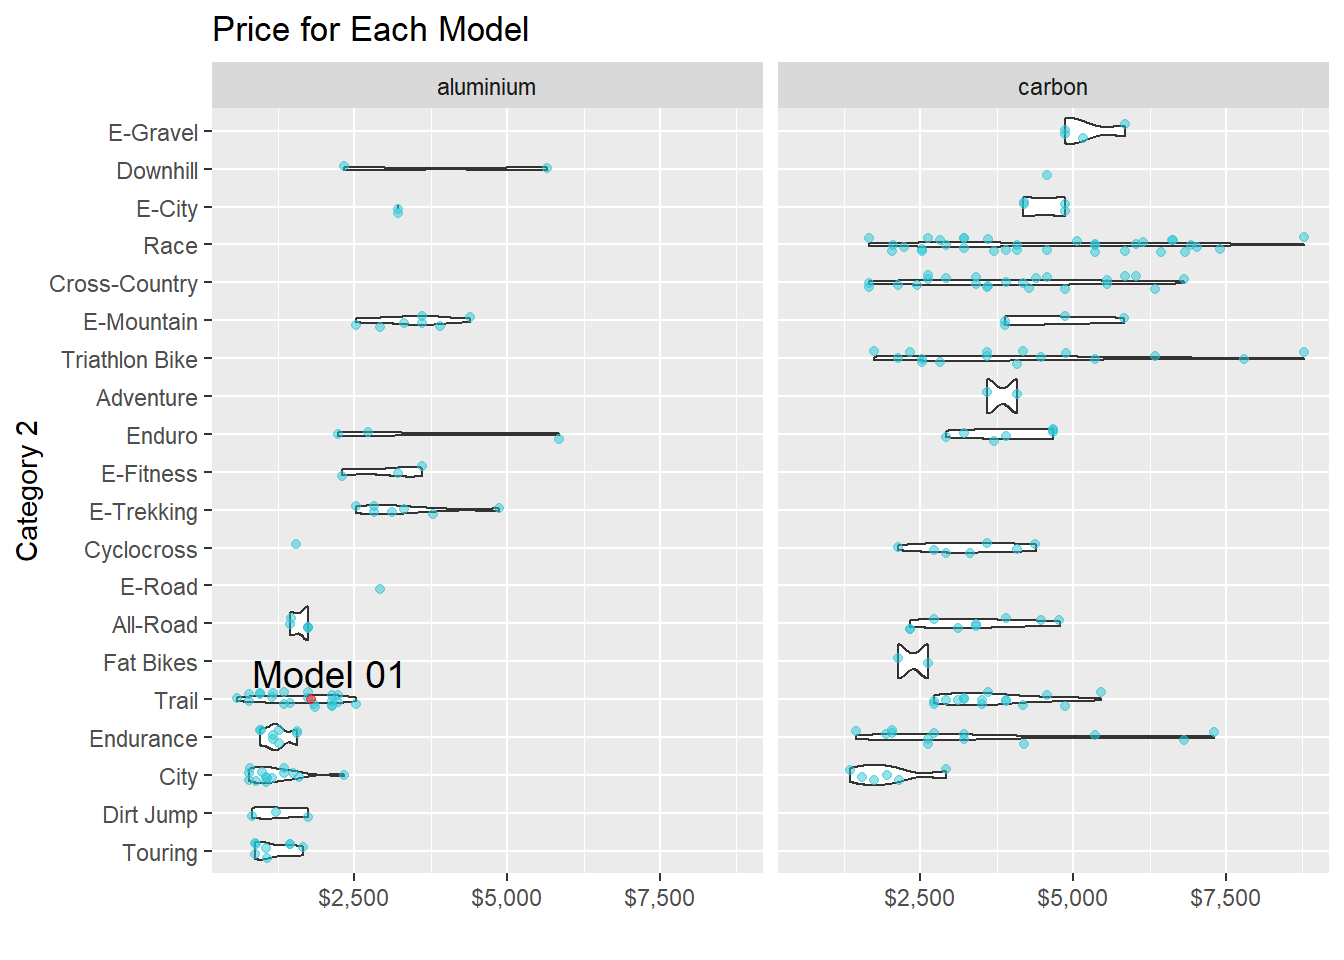 Price for Each Model
aluminium
carbon
Category 2
E-Gravel
Downhill
E-City
Race
Cross-Country
E-Mountain
Triathlon Bike
Adventure
Enduro
E-Fitness
E-Trekking
Cyclocross
E-Road
All-Road
Fat Bikes
Model 01
Trail
Endurance
City
Dirt Jump
Touring
$2,500 $5,000 $7,500
$2,500 $5,000 $7,500